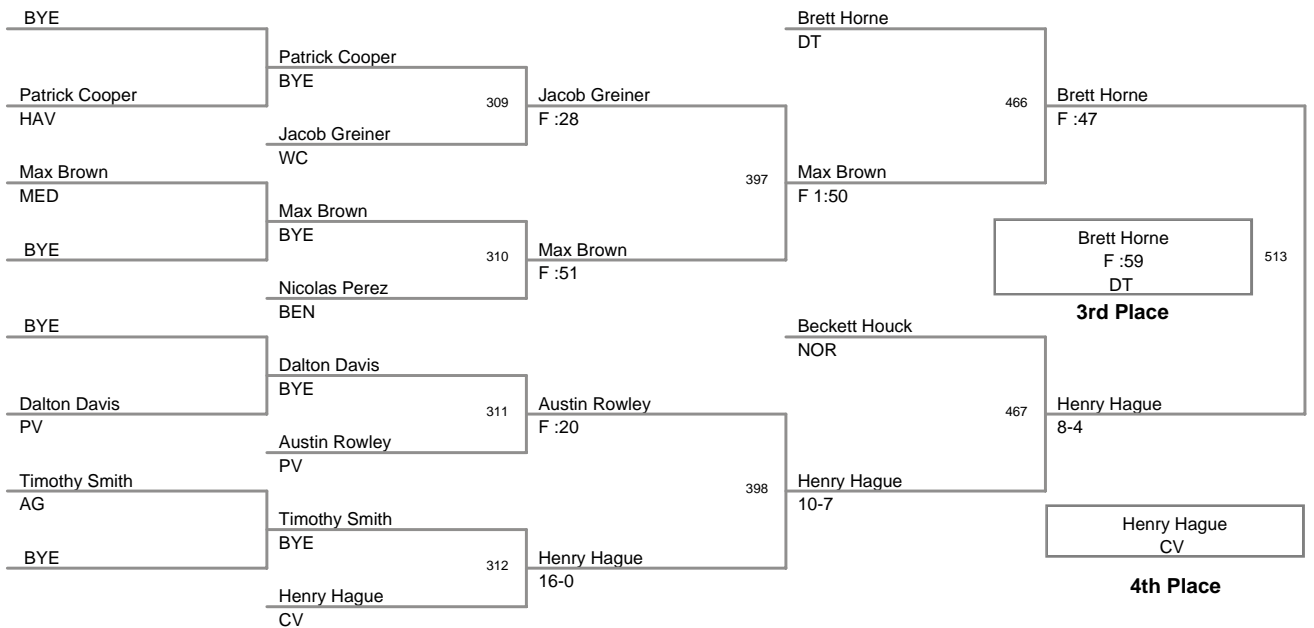 BYE
Patrick Cooper
HAV
Max Brown
MED
BYE
BYE
Dalton Davis
PV
Timothy Smith
AG
BYE
Patrick Cooper
BYE
309
Jacob Greiner
WC
Max Brown
BYE
310
Nicolas Perez
BEN
Dalton Davis
BYE
311
Austin Rowley
PV
Timothy Smith
BYE
312
Henry Hague
CV
Jacob Greiner
F :28
397
Max Brown
F :51
Austin Rowley
F :20
398
Henry Hague
16-0
Brett Horne
DT
466
Max Brown
F 1:50
Beckett Houck
NOR
467
Henry Hague
10-7
Brett Horne
F :47
Brett Horne
F :59
DT
513
3rd Place
Henry Hague
8-4
Henry Hague
CV
4th Place